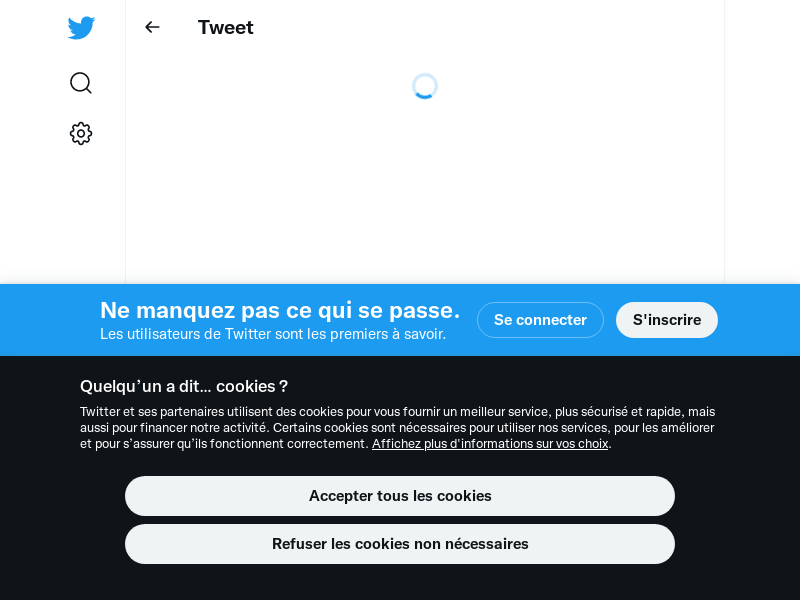 Tweet
Ne manquez pas ce qui se passe.
Les utilisateurs de Twitter sont les premiers à savoir.
Se connecter
S'inscrire
Quelqu’un a dit… cookies ?
Twitter et ses partenaires utilisent des cookies pour vous fournir un meilleur service, plus sécurisé et rapide, mais
aussi pour financer notre activité. Certains cookies sont nécessaires pour utiliser nos services, pour les améliorer
et pour s’assurer qu’ils fonctionnent correctement. Affichez plus d'informations sur vos choix.
Accepter tous les cookies
Refuser les cookies non nécessaires